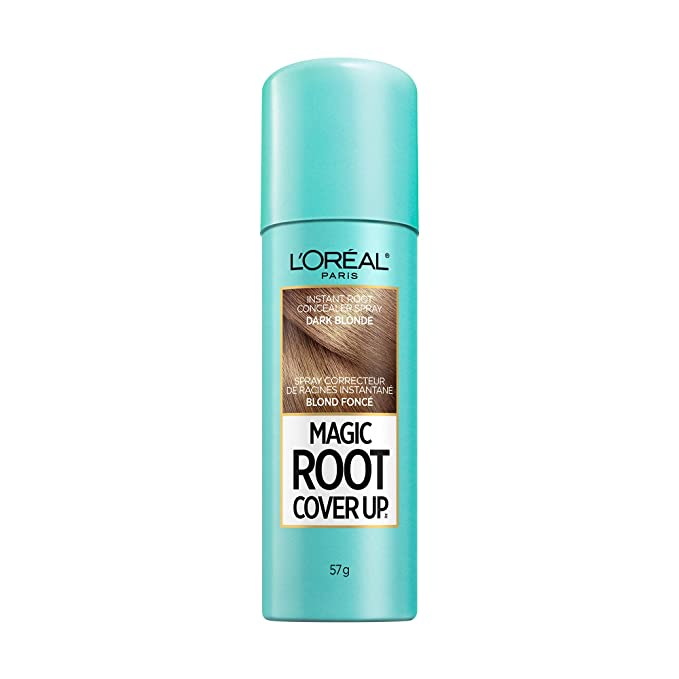 L'ORÉAL®
PARIS
INSTANT ROOT
CONCEALER SPRAY
DARK BLONDE
SPRAY CORRECTEUR
DE RACINES INSTANTANÉ
BLOND FONCÉ
MAGIC
ROOT
COVER UP
57g